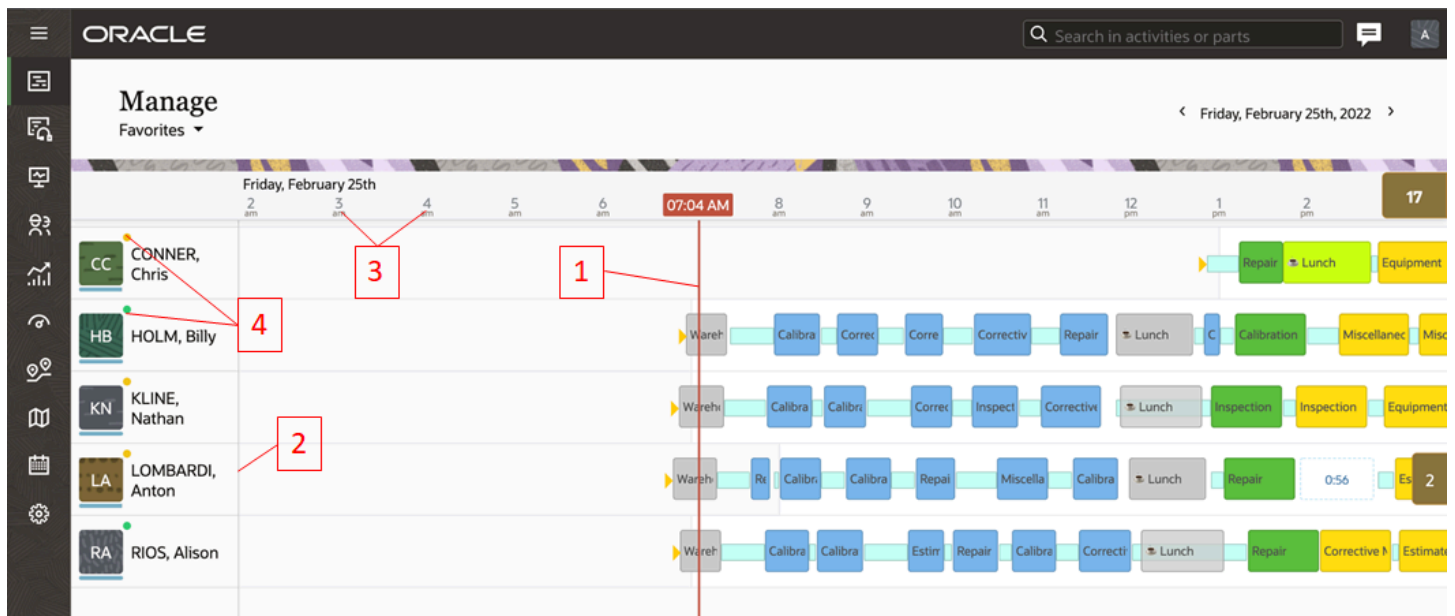 ORACLE
Search in activities or parts
A
Manage
Favorites
Friday, February 25th, 2022
Friday, February 25th
2 am 3 am 4 am 5 am 6 am 07:04 AM 8 am 9 am 10 am 11 am 12 pm 1 pm 2 pm 17
CC CONNER, Chris Repair Lunch Equipment
3 1
4
HB HOLM, Billy Wareh Calibra Correc Corre Correctiv Repair Lunch C Calibration Miscellanec Misc
KN KLINE, Nathan Wareho Calibra Calibra Correc Inspect Corrective Lunch Inspection Inspection Equipment
2
LA LOMBARDI, Anton Wareh Re Calibra Calibra Repai Miscella Calibra Lunch Repair 0:56 Es 2
RA RIOS, Alison Wareh Calibra Calibra Estim Repair Calibra Correcti Lunch Repair Corrective M Estimate